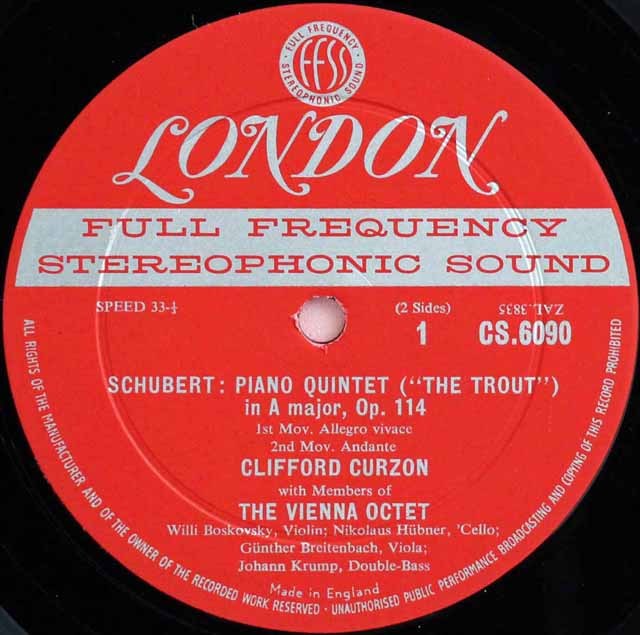 FULL FREQUENCY
FFSS
STEREOPHONIC SOUND
LONDON
FULL FREQUENCY
STEREOPHONIC SOUND
SPEED 33-⅓
(2 Sides)
ZAL.3835
1
CS.6090
SCHUBERT: PIANO QUINTET ("THE TROUT")
in A major, Op. 114
1st Mov. Allegro vivace
2nd Mov. Andante
CLIFFORD CURZON
with Members of
THE VIENNA OCTET
Willi Boskovsky, Violin; Nikolaus Hübner, 'Cello;
Günther Breitenbach, Viola;
Johann Krump, Double-Bass
Made in England
ALL RIGHTS OF THE MANUFACTURER AND OF THE OWNER OF THE RECORDED WORK RESERVED · UNAUTHORISED PUBLIC PERFORMANCE BROADCASTING AND COPYING OF THIS RECORD PROHIBITED